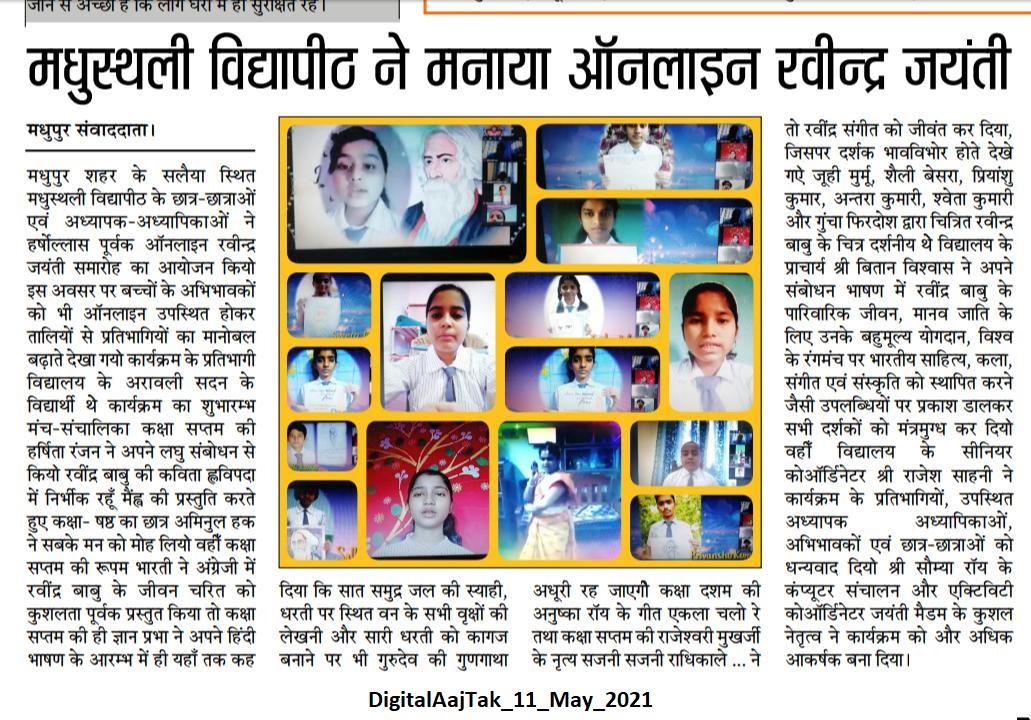 जाने से अच्छा है कि लोग घरों में ही सुरक्षित रहें।
मधुस्थली विद्यापीठ ने मनाया ऑनलाइन रवीन्द्र जयंती
मधुपुर संवाददाता।
मधुपुर शहर के सलैया स्थित
मधुस्थली विद्यापीठ के छात्र-छात्राओं
एवं अध्यापक-अध्यापिकाओं ने
हर्षोल्लास पूर्वक ऑनलाइन रवीन्द्र
जयंती समारोह का आयोजन कियो
इस अवसर पर बच्चों के अभिभावकों
को भी ऑनलाइन उपस्थित होकर
तालियों से प्रतिभागियों का मानोबल
बढ़ाते देखा गयो कार्यक्रम के प्रतिभागी
विद्यालय के अरावली सदन के
विद्यार्थी थे कार्यक्रम का शुभारम्भ
मंच-संचालिका कक्षा सप्तम की
हर्षिता रंजन ने अपने लघु संबोधन से
कियो रवींद्र बाबु की कविता ह्णविपदा
में निर्भीक रहूँ मैंह्ण की प्रस्तुति करते
हुए कक्षा- षष्ठ का छात्र अमिनुल हक
ने सबके मन को मोह लियो वहीँ कक्षा
सप्तम की रूपम भारती ने अंग्रेजी में
रवींद्र बाबु के जीवन चरित को
कुशलता पूर्वक प्रस्तुत किया तो कक्षा
सप्तम की ही ज्ञान प्रभा ने अपने हिंदी
भाषण के आरम्भ में ही यहाँ तक कह
दिया कि सात समुद्र जल की स्याही,
धरती पर स्थित वन के सभी वृक्षों की
लेखनी और सारी धरती को कागज
बनाने पर भी गुरुदेव की गुणगाथा
अधूरी रह जाएगी कक्षा दशम की
अनुष्का रॉय के गीत एकला चलो रे
तथा कक्षा सप्तम की राजेश्वरी मुखर्जी
के नृत्य सजनी सजनी राधिकाले ... ने
तो रवींद्र संगीत को जीवंत कर दिया,
जिसपर दर्शक भावविभोर होते देखे
गऐ जूही मुर्मू, शैली बेसरा, प्रियांशु
कुमार, अन्तरा कुमारी, श्वेता कुमारी
और गुंचा फिरदोश द्वारा चित्रित रवीन्द
बाबु के चित्र दर्शनीय थे विद्यालय के
प्राचार्य श्री बितान विश्वास ने अपने
संबोधन भाषण में रवींद्र बाबु के
पारिवारिक जीवन, मानव जाति के
लिए उनके बहुमूल्य योगदान, विश्व
के रंगमंच पर भारतीय साहित्य, कला,
संगीत एवं संस्कृति को स्थापित करने
जैसी उपलब्धियों पर प्रकाश डालकर
सभी दर्शकों को मंत्रमुग्ध कर दियो
वहीँ विद्यालय के सीनियर
कोऑर्डिनेटर श्री राजेश साहनी ने
कार्यक्रम के प्रतिभागियों, उपस्थित
अध्यापक अध्यापिकाओं,
अभिभावकों एवं छात्र-छात्राओं को
धन्यवाद दियो श्री सौम्या रॉय के
कंप्यूटर संचालन और एक्टिविटी
कोऑर्डिनेटर जयंती मैडम के कुशल
नेतृत्व ने कार्यक्रम को और अधिक
आकर्षक बना दिया।
DigitalAajTak_11_May_2021